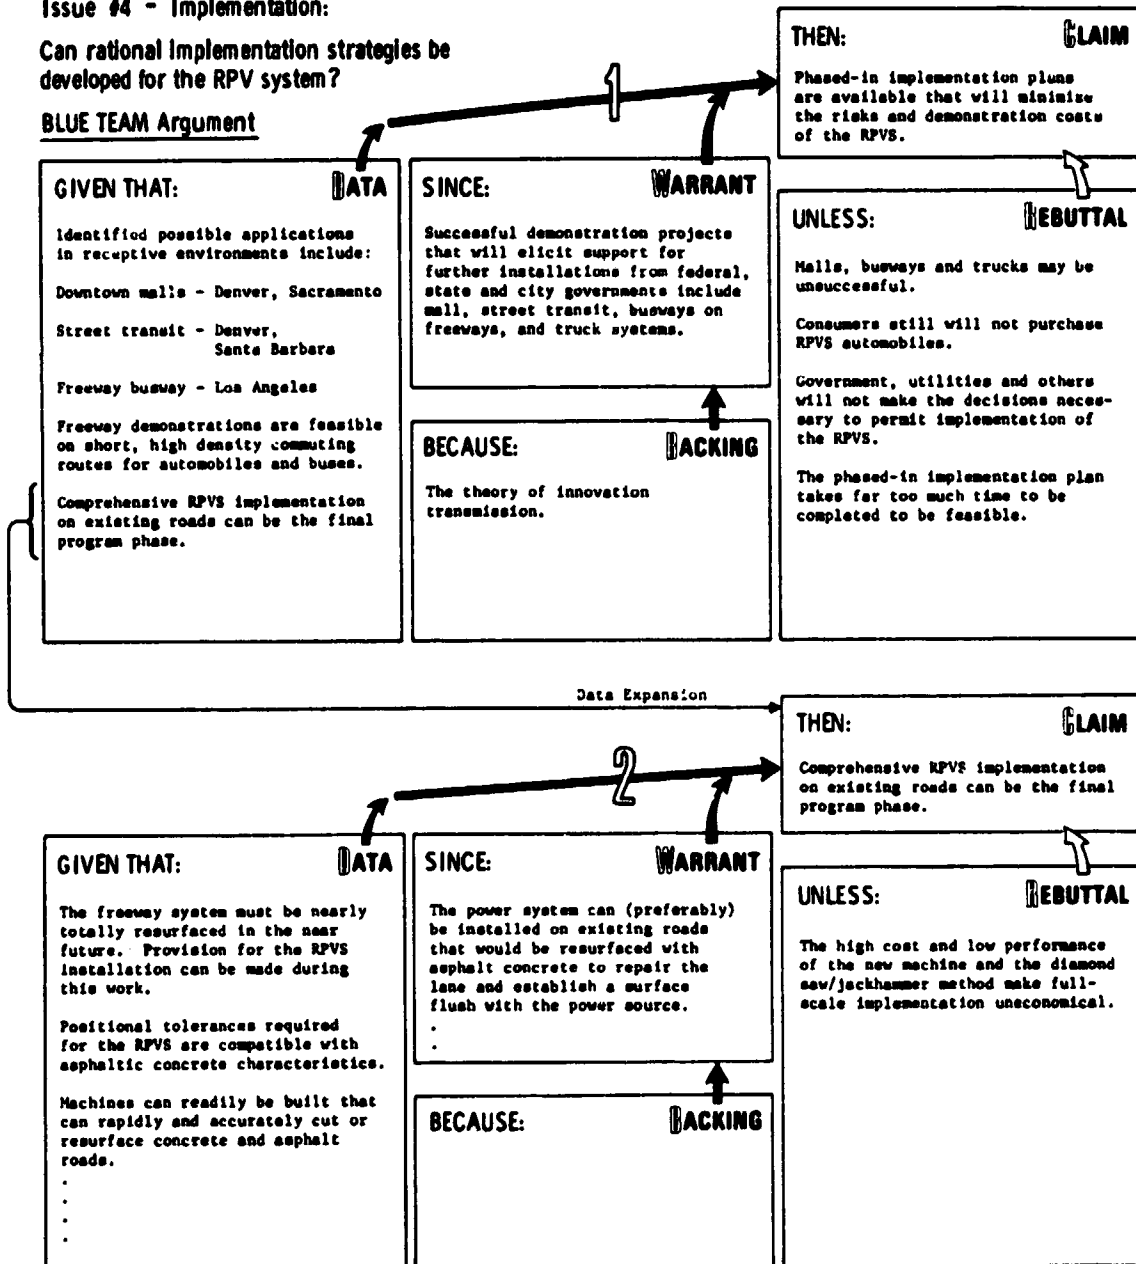 Issue #4 - Implementation:
Can rational implementation strategies be
developed for the RPV system?
BLUE TEAM Argument
1
THEN: CLAIM
Phased-in implementation plans
are available that will minimize
the risks and demonstration costs
of the RPVS.
GIVEN THAT: DATA
Identified possible applications
in receptive environments include:
Downtown malls - Denver, Sacramento
Street transit - Denver,
Santa Barbara
Freeway busway - Los Angeles
Freeway demonstrations are feasible
on short, high density commuting
routes for automobiles and buses.
Comprehensive RPVS implementation
on existing roads can be the final
program phase.
SINCE: WARRANT
Successful demonstration projects
that will elicit support for
further installations from federal,
state and city governments include
mall, street transit, busways on
freeways, and truck systems.
BECAUSE: BACKING
The theory of innovation
transmission.
UNLESS: REBUTTAL
Malls, busways and trucks may be
unsuccessful.
Consumers still will not purchase
RPVS automobiles.
Government, utilities and others
will not make the decisions neces-
sary to permit implementation of
the RPVS.
The phased-in implementation plan
takes far too much time to be
completed to be feasible.
Data Expansion
2
THEN: CLAIM
Comprehensive RPVS implementation
on existing roads can be the final
program phase.
GIVEN THAT: DATA
The freeway system must be nearly
totally resurfaced in the near
future. Provision for the RPVS
installation can be made during
this work.
Positional tolerances required
for the RPVS are compatible with
asphaltic concrete characteristics.
Machines can readily be built that
can rapidly and accurately cut or
resurface concrete and asphalt
roads.
.
.
.
.
SINCE: WARRANT
The power system can (preferably)
be installed on existing roads
that would be resurfaced with
asphalt concrete to repair the
lane and establish a surface
flush with the power source.
.
.
BECAUSE: BACKING
UNLESS: REBUTTAL
The high cost and low performance
of the new machine and the diamond
saw/jackhammer method make full-
scale implementation uneconomical.